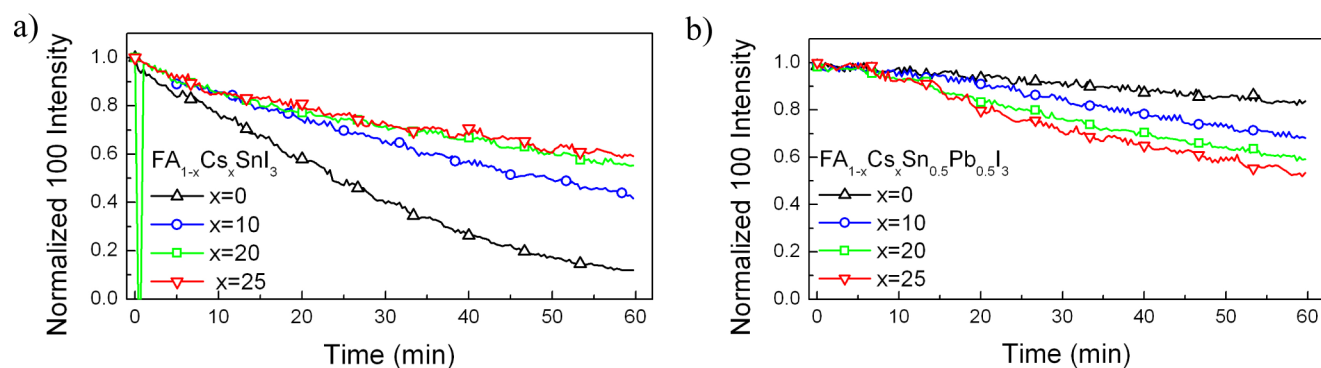 a)
Normalized 100 Intensity
1.0
0.8
0.6
0.4
0.2
0.0
FA₁₋ₓCsₓSnI₃
x=0
x=10
x=20
x=25
0 10 20 30 40 50 60
Time (min)
b)
Normalized 100 Intensity
1.0
0.8
0.6
0.4
0.2
0.0
FA₁₋ₓCsₓSn₀.₅Pb₀.₅I₃
x=0
x=10
x=20
x=25
0 10 20 30 40 50 60
Time (min)